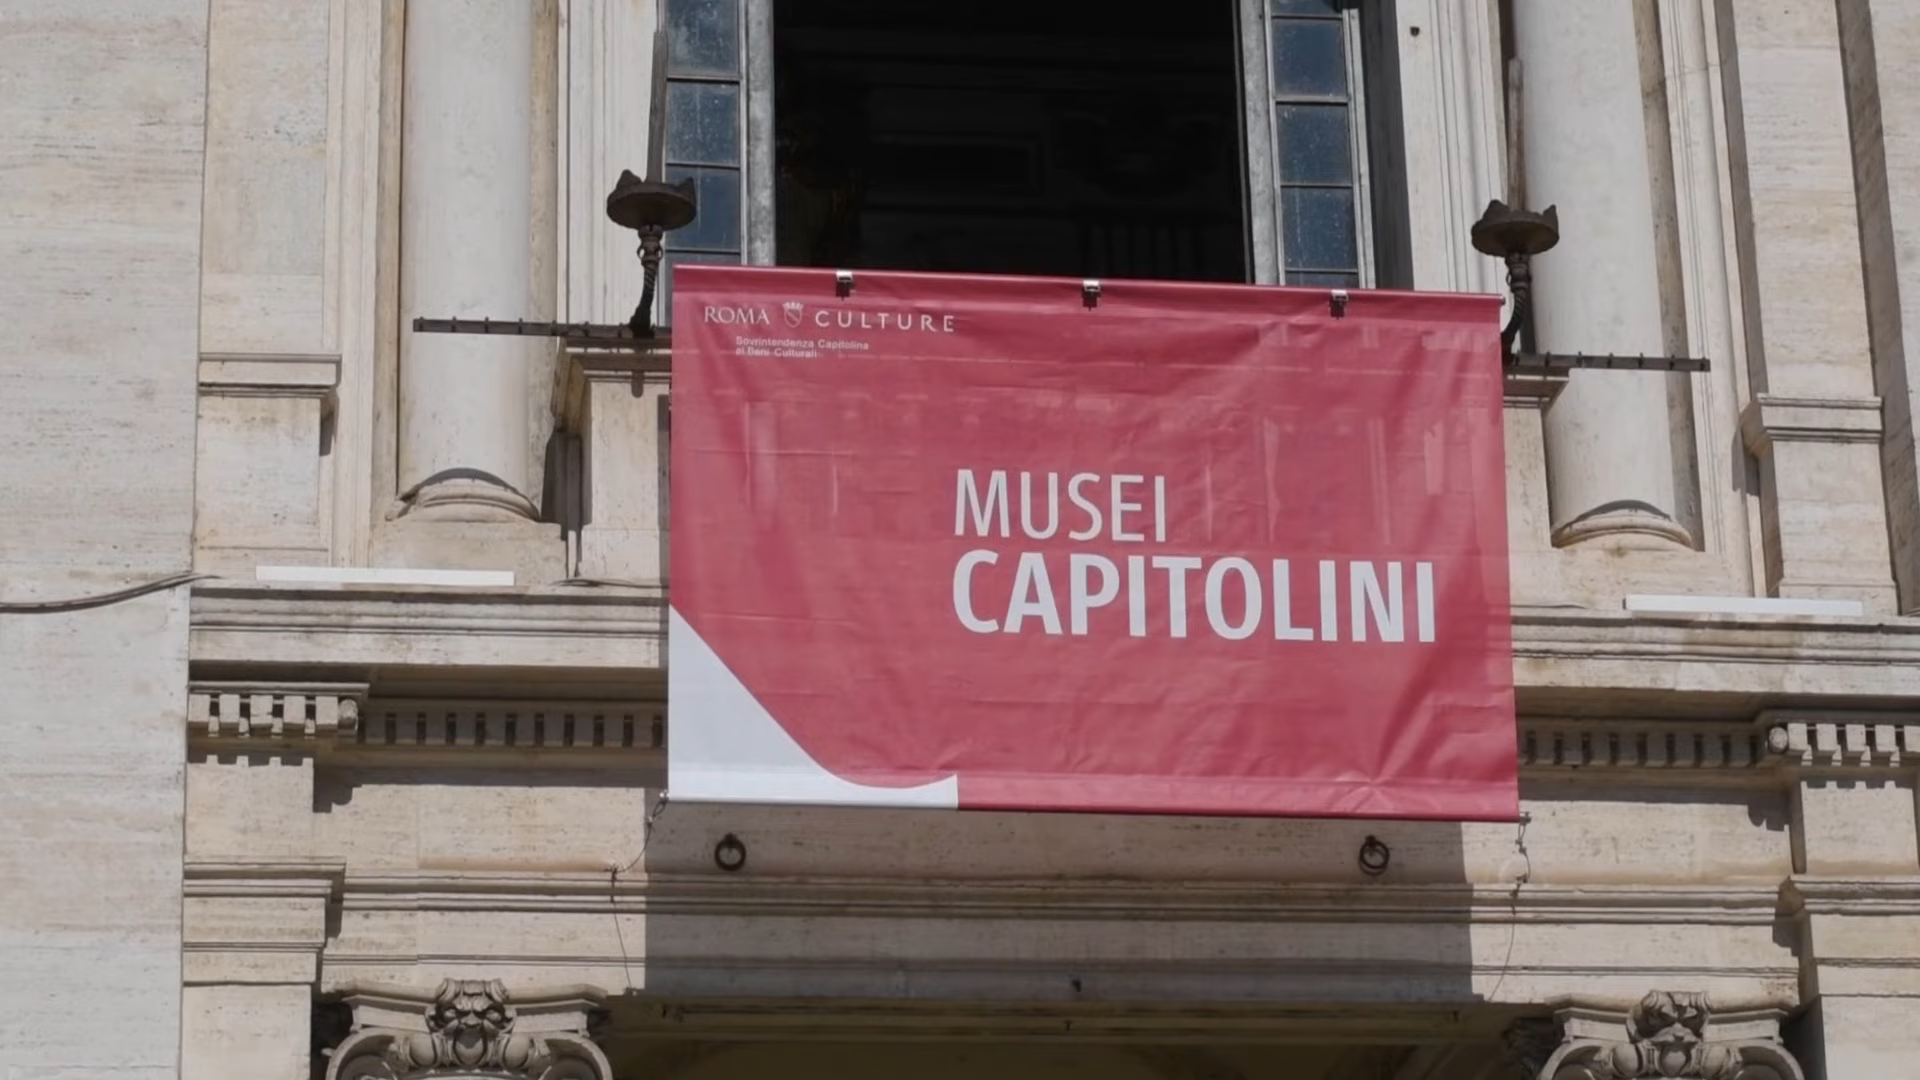 ROMA CULTURE
Sovrintendenza Capitolina
ai Beni Culturali
MUSEI
CAPITOLINI